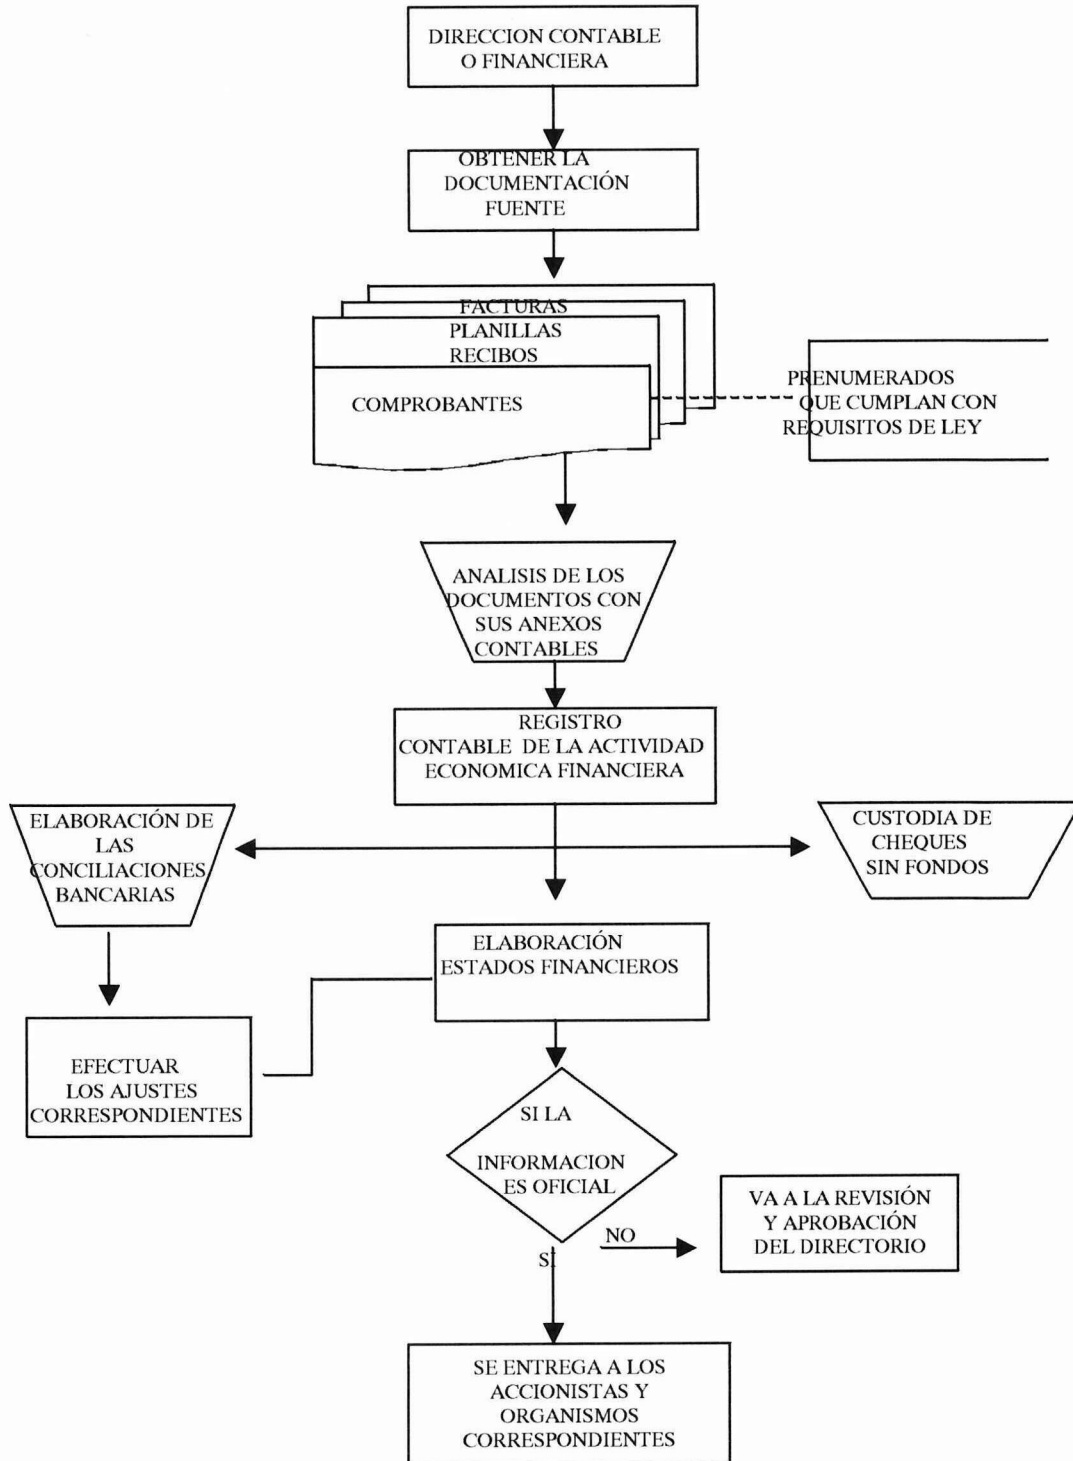 DIRECCION CONTABLE
O FINANCIERA
OBTENER LA
DOCUMENTACIÓN
FUENTE
FACTURAS
PLANILLAS
RECIBOS
COMPROBANTES
PRENUMERADOS
QUE CUMPLAN CON
REQUISITOS DE LEY
ANALISIS DE LOS
DOCUMENTOS CON
SUS ANEXOS
CONTABLES
REGISTRO
CONTABLE DE LA ACTIVIDAD
ECONOMICA FINANCIERA
ELABORACIÓN DE
LAS
CONCILIACIONES
BANCARIAS
CUSTODIA DE
CHEQUES
SIN FONDOS
ELABORACIÓN
ESTADOS FINANCIEROS
EFECTUAR
LOS AJUSTES
CORRESPONDIENTES
SI LA
INFORMACION
ES OFICIAL
NO
SI
VA A LA REVISIÓN
Y APROBACIÓN
DEL DIRECTORIO
SE ENTREGA A LOS
ACCIONISTAS Y
ORGANISMOS
CORRESPONDIENTES